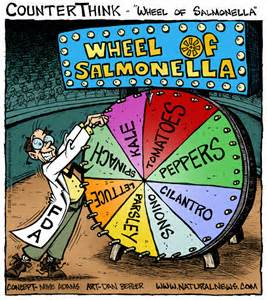 COUNTERTHINK - "WHEEL OF SALMONELLA"
WHEEL OF
SALMONELLA
KALE
TOMATOES
PEPPERS
CILANTRO
ONIONS
PARSLEY
LETTUCE
SPINACH
FDA
CONCEPT-MIKE ADAMS ART-DAN BERGER WWW.NATURALNEWS.COM